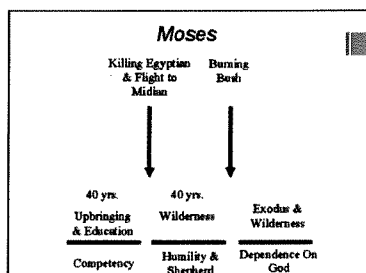 Moses
Killing Egyptian
& Flight to
Midian
Burning
Bush
40 yrs.
Upbringing
& Education
40 yrs.
Wilderness
Exodus &
Wilderness
Competency
Humility &
Shepherd
Dependence On
God